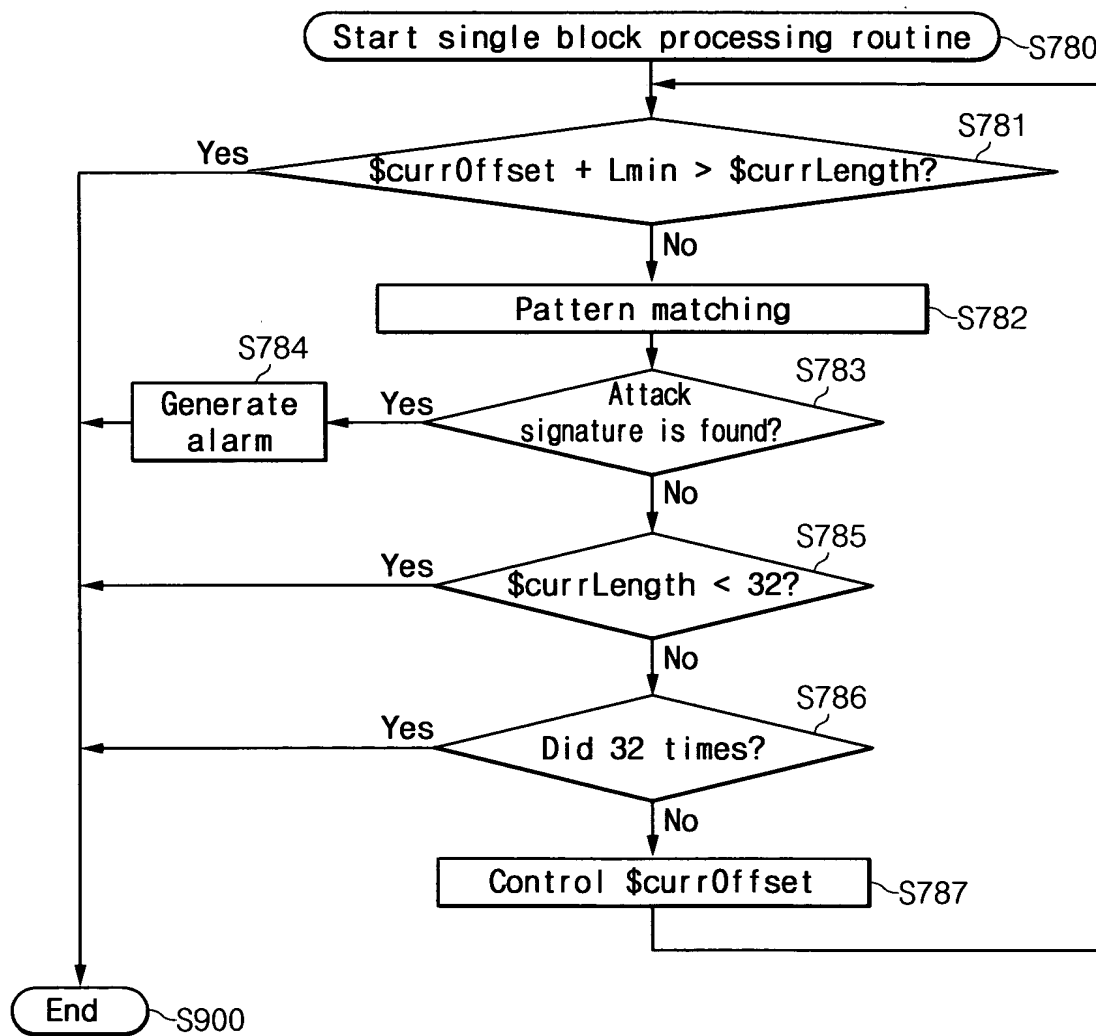 Start single block processing routine
S780
S781
Yes
$currOffset + Lmin > $currLength?
No
Pattern matching
S782
S784
S783
Generate
alarm
Yes
Attack
signature is found?
No
S785
Yes
$currLength < 32?
No
S786
Yes
Did 32 times?
No
Control $currOffset
S787
End
S900